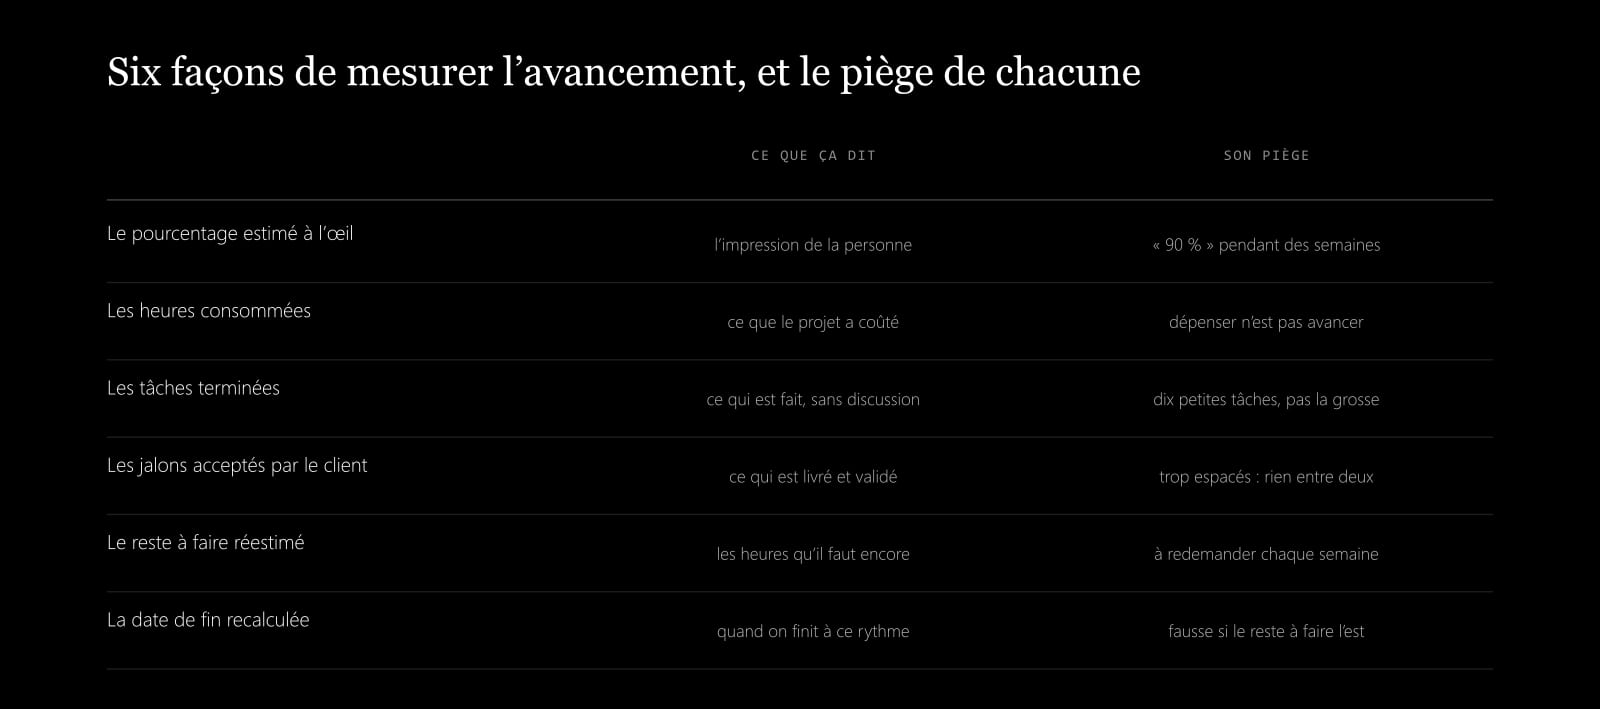 Six façons de mesurer l’avancement, et le piège de chacune
CE QUE ÇA DIT SON PIÈGE
Le pourcentage estimé à l’œil l’impression de la personne « 90 % » pendant des semaines
Les heures consommées ce que le projet a coûté dépenser n’est pas avancer
Les tâches terminées ce qui est fait, sans discussion dix petites tâches, pas la grosse
Les jalons acceptés par le client ce qui est livré et validé trop espacés : rien entre deux
Le reste à faire réestimé les heures qu’il faut encore à redemander chaque semaine
La date de fin recalculée quand on finit à ce rythme fausse si le reste à faire l’est